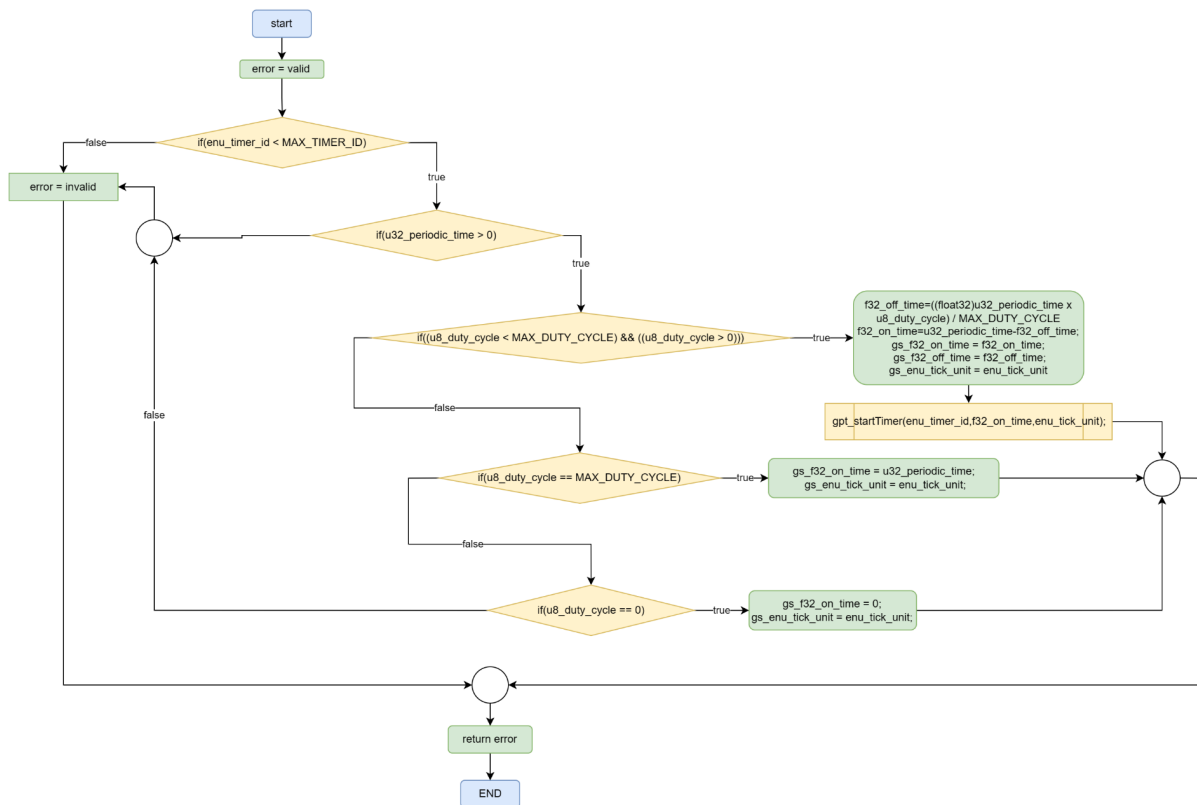 start
error = valid
if(enu_timer_id < MAX_TIMER_ID)
false
true
error = invalid
if(u32_periodic_time > 0)
true
f32_off_time=((float32)u32_periodic_time x
u8_duty_cycle) / MAX_DUTY_CYCLE
f32_on_time=u32_periodic_time-f32_off_time;
gs_f32_on_time = f32_on_time;
gs_f32_off_time = f32_off_time;
gs_enu_tick_unit = enu_tick_unit
if((u8_duty_cycle < MAX_DUTY_CYCLE) && ((u8_duty_cycle > 0)))
true
false
false
gpt_startTimer(enu_timer_id,f32_on_time,enu_tick_unit);
if(u8_duty_cycle == MAX_DUTY_CYCLE)
true
gs_f32_on_time = u32_periodic_time;
gs_enu_tick_unit = enu_tick_unit;
false
if(u8_duty_cycle == 0)
true
gs_f32_on_time = 0;
gs_enu_tick_unit = enu_tick_unit;
return error
END